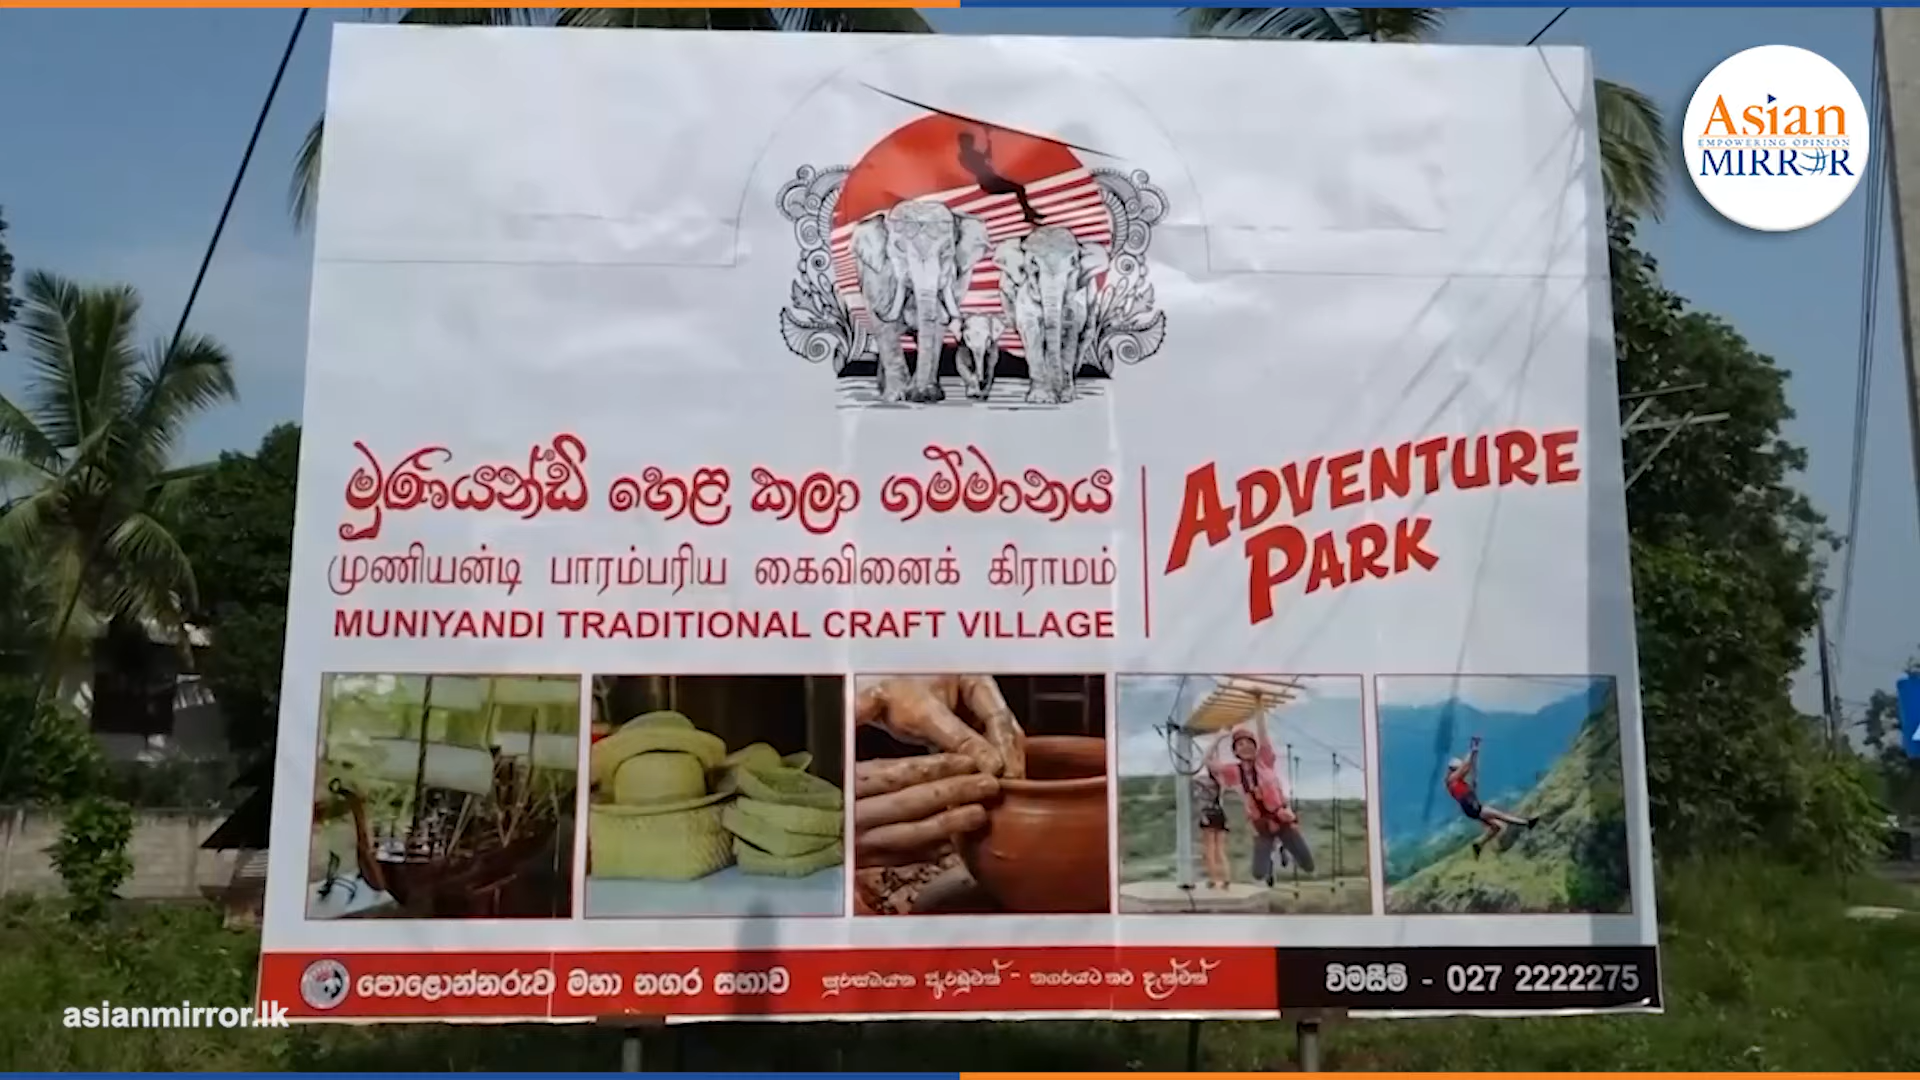 Asian
EMPOWERING OPINION
MIRROR
මුණියන්ඩි හෙළ කලා ගම්මානය
முணியன்டி பாரம்பரிய கைவினைக் கிராமம்
MUNIYANDI TRADITIONAL CRAFT VILLAGE
ADVENTURE
PARK
පොළොන්නරුව මහා නගර සභාව
විමසීම් - 027 2222275
asianmirror.lk